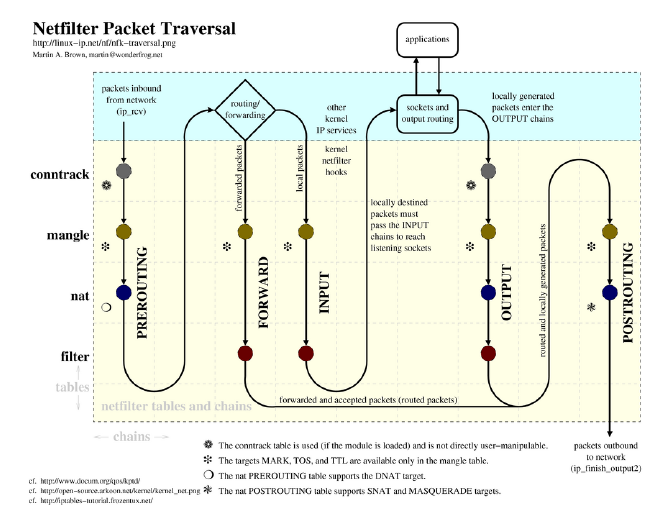 Netfilter Packet Traversal
http://linux-ip.net/nf/nfk-traversal.png
Martin A. Brown, martin@wonderfrog.net
applications
packets inbound
from network
(ip_rcv)
routing/
forwarding
other
kernel
IP services
sockets and
output routing
locally generated
packets enter the
OUTPUT chains
kernel
netfilter
hooks
forwarded packets
local packets
conntrack
mangle
nat
filter
tables
PREROUTING
FORWARD
INPUT
locally destined
packets must
pass the INPUT
chains to reach
listening sockets
OUTPUT
routed and locally generated packets
POSTROUTING
forwarded and accepted packets (routed packets)
netfilter tables and chains
chains
packets outbound
to network
(ip_finish_output2)
The conntrack table is used (if the module is loaded) and is not directly user-manipulable.
The targets MARK, TOS, and TTL are available only in the mangle table.
The nat PREROUTING table supports the DNAT target.
The nat POSTROUTING table supports SNAT and MASQUERADE targets.
cf. http://www.docum.org/qos/kptd/
cf. http://open-source.arkoon.net/kernel/kernel_net.png
cf. http://iptables-tutorial.frozentux.net/